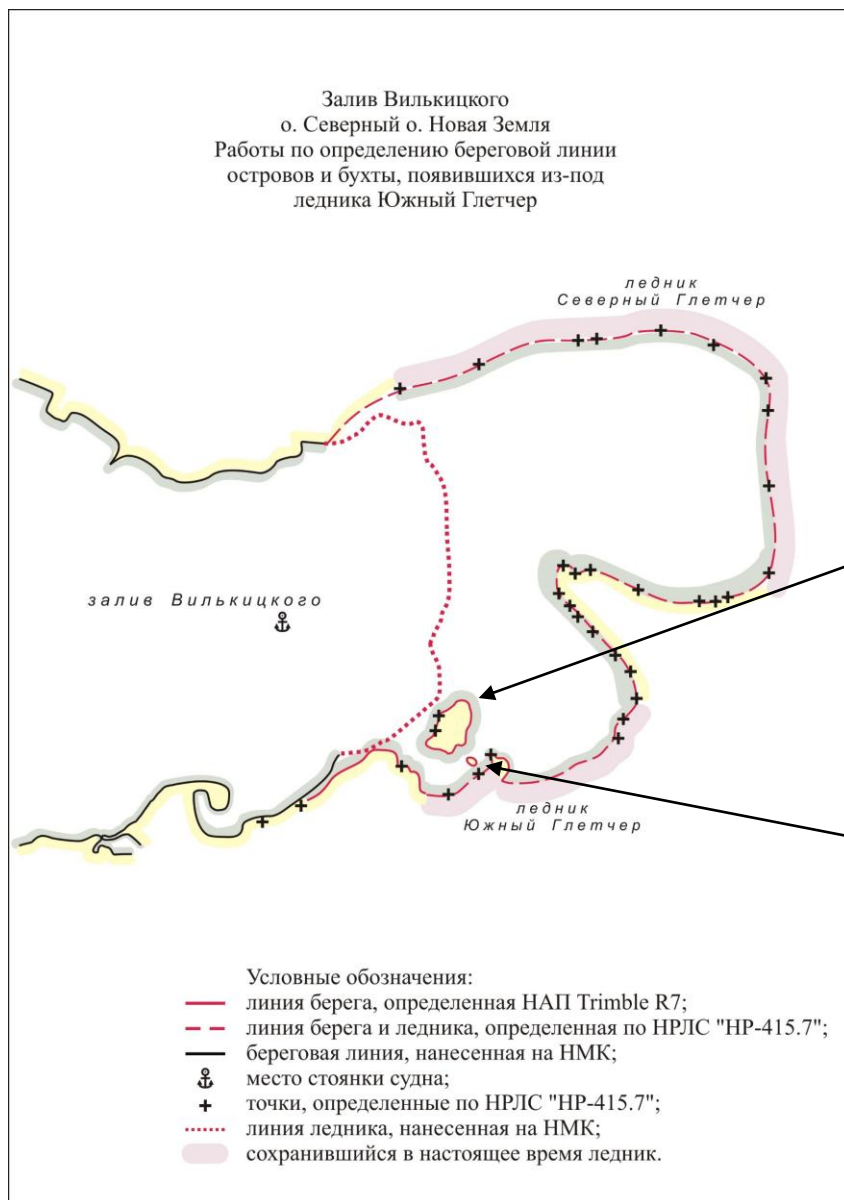 Залив Вилькицкого
о. Северный о. Новая Земля
Работы по определению береговой линии
островов и бухты, появившихся из-под
ледника Южный Глетчер
ледник
Северный Глетчер
залив Вилькицкого
ледник
Южный Глетчер
Условные обозначения:
линия берега, определенная НАП Trimble R7;
линия берега и ледника, определенная по НРЛС "НР-415.7";
береговая линия, нанесенная на НМК;
место стоянки судна;
точки, определенные по НРЛС "НР-415.7";
линия ледника, нанесенная на НМК;
сохранившийся в настоящее время ледник.